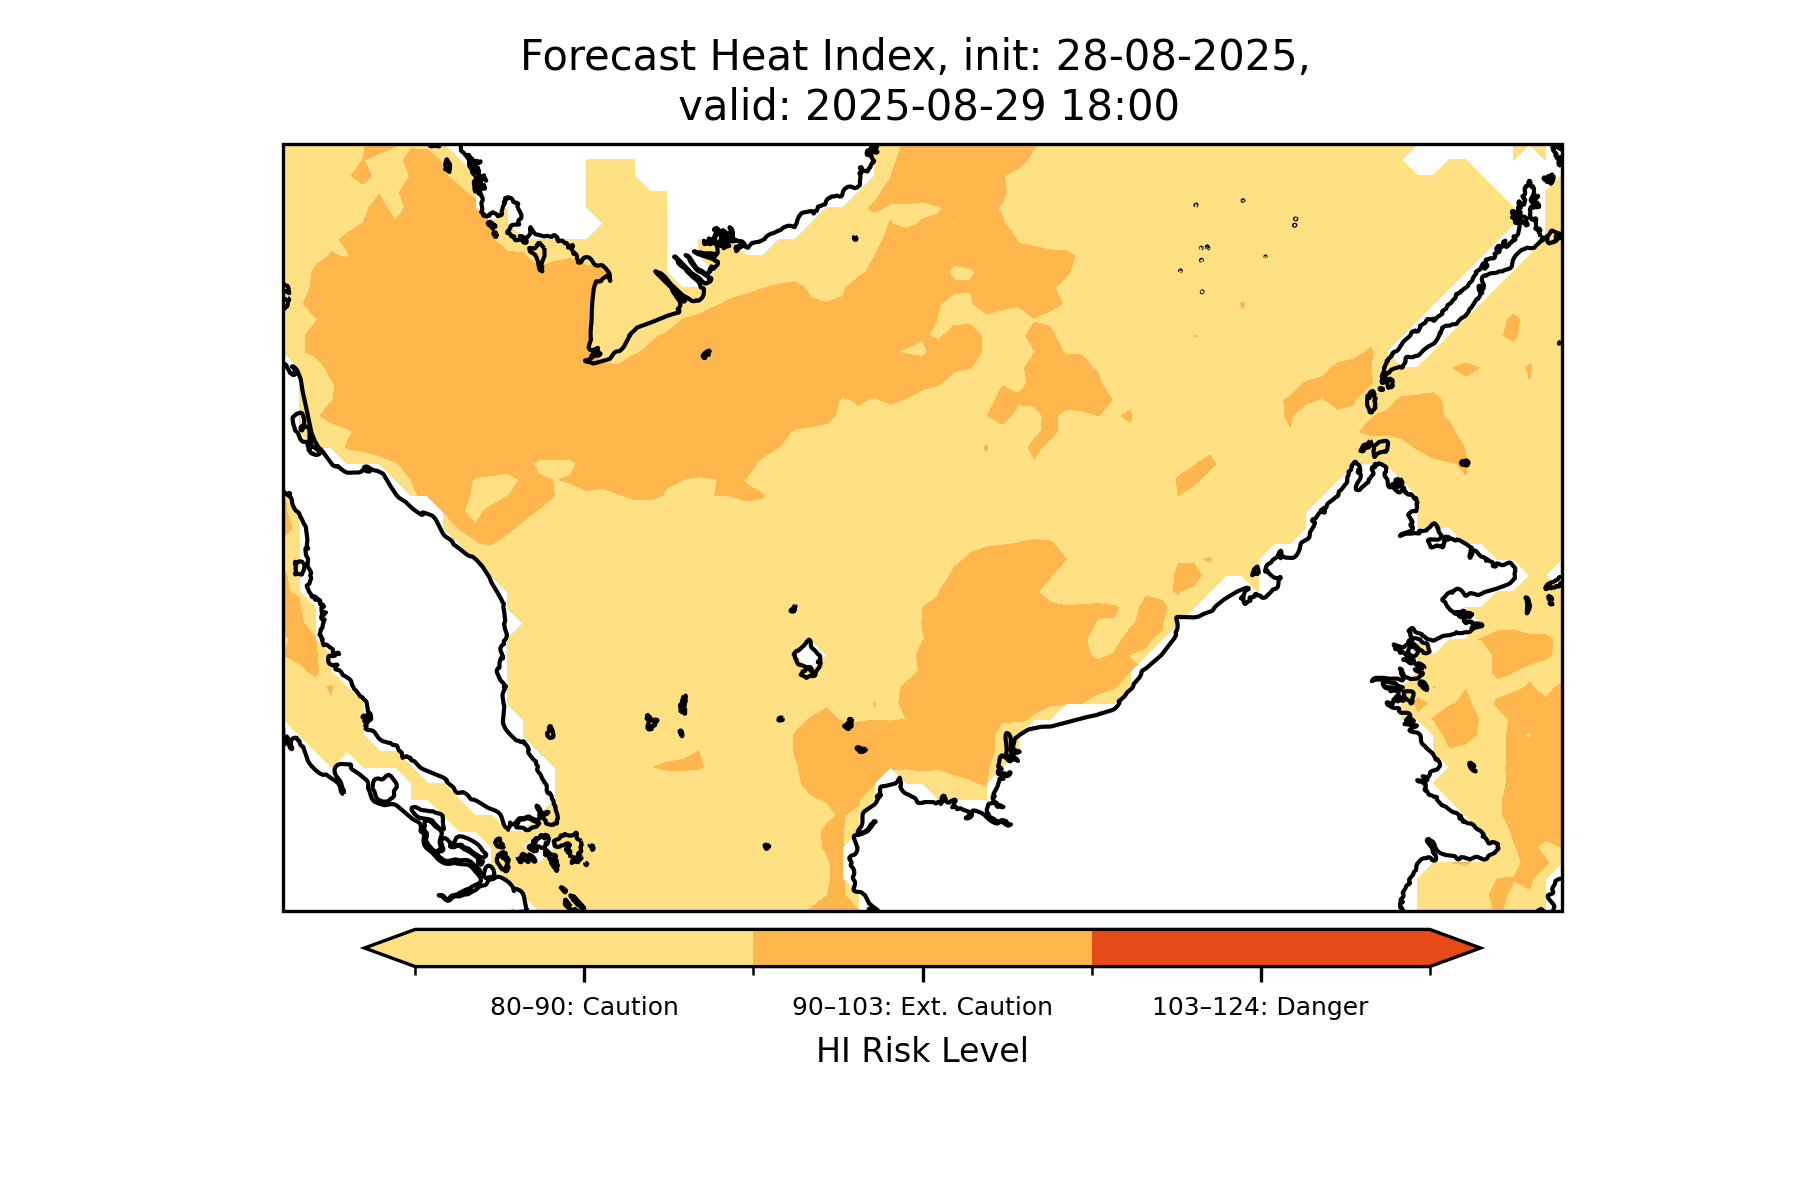 Forecast Heat Index, init: 28-08-2025,
valid: 2025-08-29 18:00
80–90: Caution
90–103: Ext. Caution
103–124: Danger
HI Risk Level